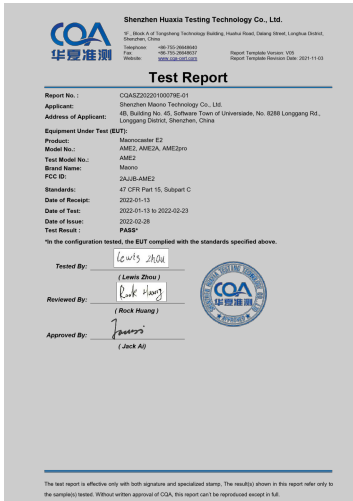 Shenzhen Huaxia Testing Technology Co., Ltd.
CQA
华夏准测
1F., Block A of Tongsheng Technology Building, Huahui Road, Dalang Street, Longhua District,
Shenzhen, China
Telephone: +86-755-26648640
Fax: +86-755-26648637 Report Template Version: V05
Website: www.cqa-cert.com Report Template Revision Date: 2021-11-03
Test Report
Report No. : CQASZ20220100079E-01
Applicant: Shenzhen Maono Technology Co., Ltd.
Address of Applicant: 4B, Building No. 45, Software Town of Universiade, No. 8288 Longgang Rd.,
Longgang District, Shenzhen, China
Equipment Under Test (EUT):
Product: Maonocaster E2
Model No.: AME2, AME2A, AME2pro
Test Model No.: AME2
Brand Name: Maono
FCC ID: 2AJJB-AME2
Standards: 47 CFR Part 15, Subpart C
Date of Receipt: 2022-01-13
Date of Test: 2022-01-13 to 2022-02-23
Date of Issue: 2022-02-28
Test Result : PASS*
*In the configuration tested, the EUT complied with the standards specified above.
Lewis Zhou
Tested By:
( Lewis Zhou )
Rock Huang
Reviewed By:
( Rock Huang )
Approved By:
( Jack Ai)
CQA
华夏准测
APPROVED
The test report is effective only with both signature and specialized stamp, The result(s) shown in this report refer only to
the sample(s) tested. Without written approval of CQA, this report can't be reproduced except in full.